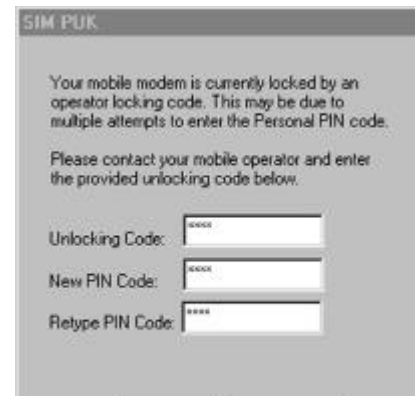 SIM PUK
Your mobile modem is currently locked by an
operator locking code. This may be due to
multiple attempts to enter the Personal PIN code.
Please contact your mobile operator and enter
the provided unlocking code below.
Unlocking Code: ****
New PIN Code: ****
Retype PIN Code: ****